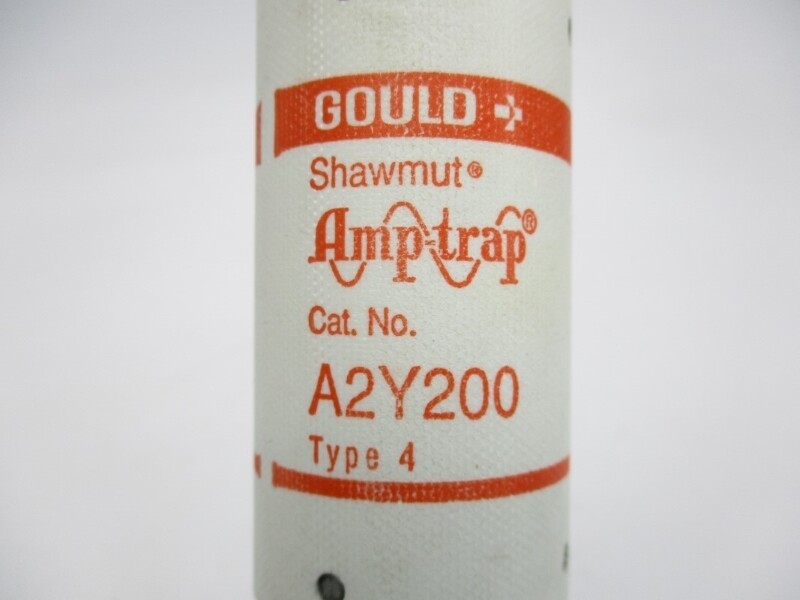 GOULD
Shawmut®
Amp-trap®
Cat. No.
A2Y200
Type 4